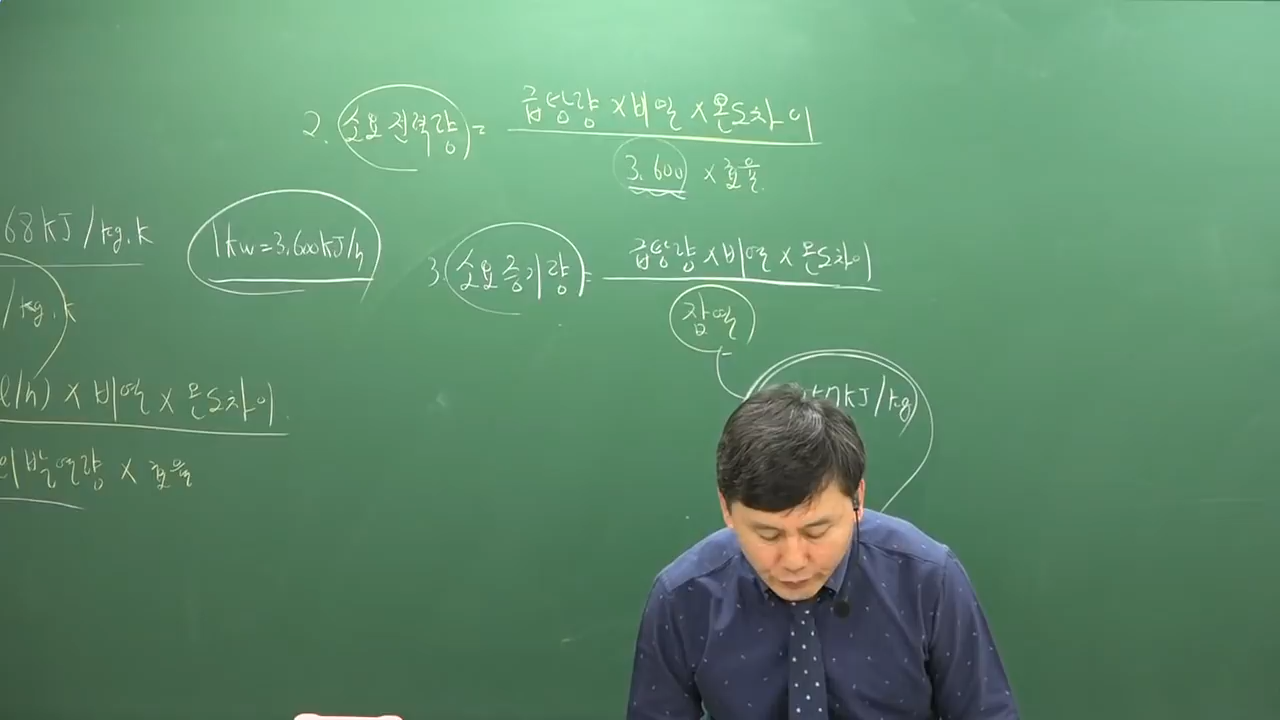 2. 소요전력량 = 급탕량 × 비열 × 온도차이
3,600 × 효율.
68kJ/kg.k
1kw=3,600kJ/h
3. 소요증기량 = 급탕량 × 비열 × 온도차이
/kg.k
잠열
kJ/kg
l/h) × 비열 × 온도차이.
발열량 × 효율